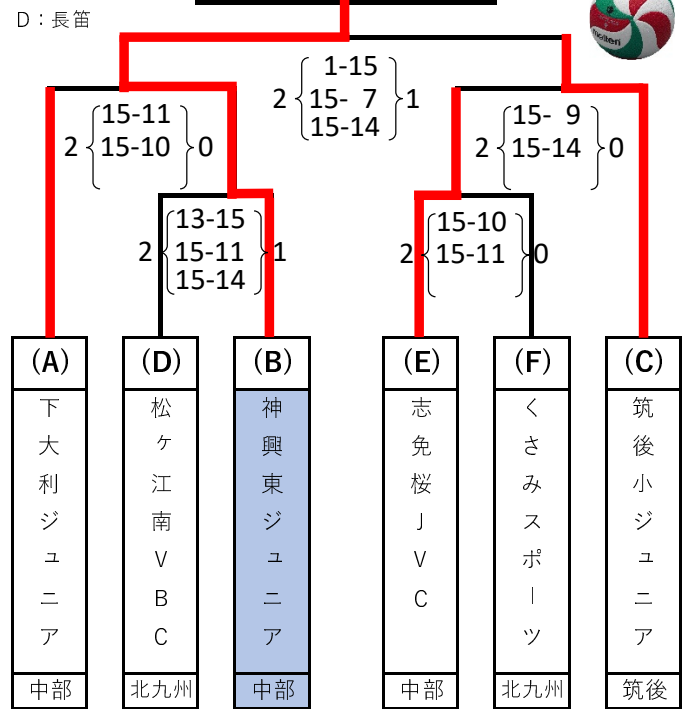 D：長笛
molten
1-15
2 15- 7 1
15-14
15-11
2 15-10 0
15- 9
2 15-14 0
13-15
2 15-11 1
15-14
15-10
2 15-11 0
(A)
下大利ジュニア
中部
(D)
松ヶ江南VBC
北九州
(B)
神興東ジュニア
中部
(E)
志免桜JVC
中部
(F)
くさみスポーツ
北九州
(C)
筑後小ジュニア
筑後